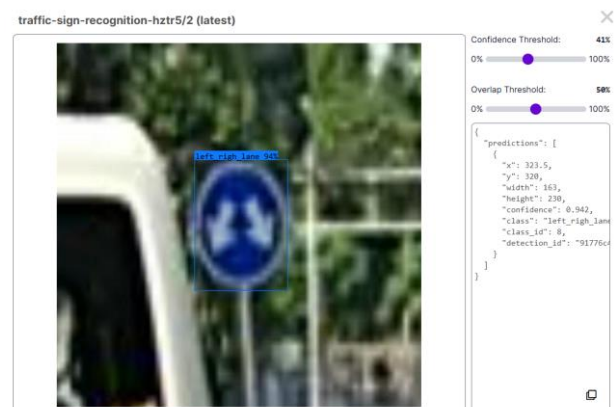 traffic-sign-recognition-hztr5/2 (latest)
Confidence Threshold: 41%
0% 100%
Overlap Threshold: 50%
0% 100%
left_righ_lane 94%
{
"predictions": [
{
"x": 323.5,
"y": 320,
"width": 163,
"height": 230,
"confidence": 0.942,
"class": "left_righ_lane
"class_id": 8,
"detection_id": "91776c
}
]
}